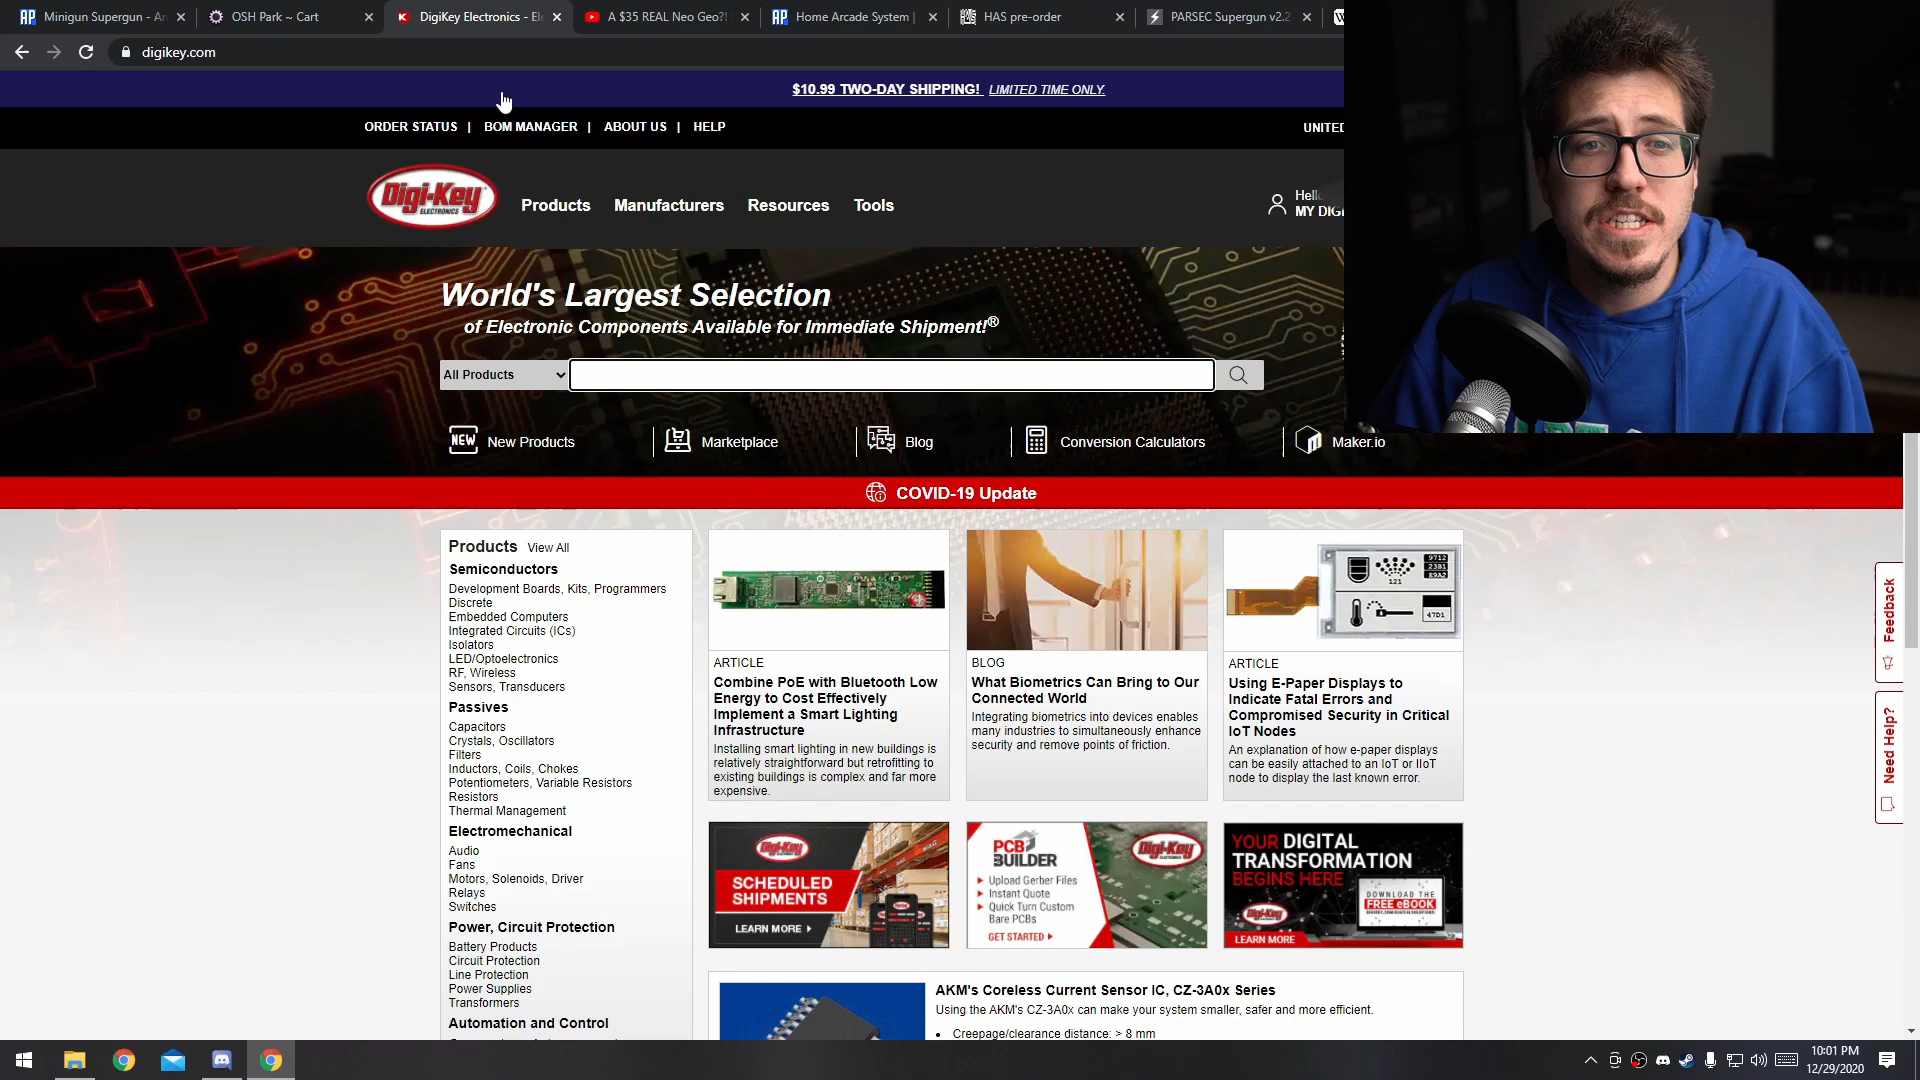 Minigun Supergun - Ar
OSH Park ~ Cart
DigiKey Electronics - El
A $35 REAL Neo Geo?!
Home Arcade System |
HAS pre-order
PARSEC Supergun v2.2
digikey.com
$10.99 TWO-DAY SHIPPING! LIMITED TIME ONLY.
ORDER STATUS | BOM MANAGER | ABOUT US | HELP
UNITED
Digi-Key
ELECTRONICS
Products
Manufacturers
Resources
Tools
Hell
MY DIGI
World's Largest Selection
of Electronic Components Available for Immediate Shipment!®
All Products
NEW New Products
Marketplace
Blog
Conversion Calculators
Maker.io
COVID-19 Update
Products View All
Semiconductors
Development Boards, Kits, Programmers
Discrete
Embedded Computers
Integrated Circuits (ICs)
Isolators
LED/Optoelectronics
RF, Wireless
Sensors, Transducers
Passives
Capacitors
Crystals, Oscillators
Filters
Inductors, Coils, Chokes
Potentiometers, Variable Resistors
Resistors
Thermal Management
Electromechanical
Audio
Fans
Motors, Solenoids, Driver
Relays
Switches
Power, Circuit Protection
Battery Products
Circuit Protection
Line Protection
Power Supplies
Transformers
Automation and Control
ARTICLE
Combine PoE with Bluetooth Low
Energy to Cost Effectively
Implement a Smart Lighting
Infrastructure
Installing smart lighting in new buildings is
relatively straightforward but retrofitting to
existing buildings is complex and far more
expensive.
BLOG
What Biometrics Can Bring to Our
Connected World
Integrating biometrics into devices enables
many industries to simultaneously enhance
security and remove points of friction.
9712
23B1
E9A2
121
47D1
ARTICLE
Using E-Paper Displays to
Indicate Fatal Errors and
Compromised Security in Critical
IoT Nodes
An explanation of how e-paper displays
can be easily attached to an IoT or IIoT
node to display the last known error.
Digi-Key
SCHEDULED
SHIPMENTS
LEARN MORE
PCB
BUILDER
Digi-Key
Upload Gerber Files
Instant Quote
Quick Turn Custom
Bare PCBs
GET STARTED
YOUR DIGITAL
TRANSFORMATION
BEGINS HERE
DOWNLOAD THE
FREE eBOOK
Digi-Key
LEARN MORE
AKM's Coreless Current Sensor IC, CZ-3A0x Series
Using the AKM's CZ-3A0x can make your system smaller, safer and more efficient.
• Creepage/clearance distance: > 8 mm
Feedback
Need Help?
10:01 PM
12/29/2020